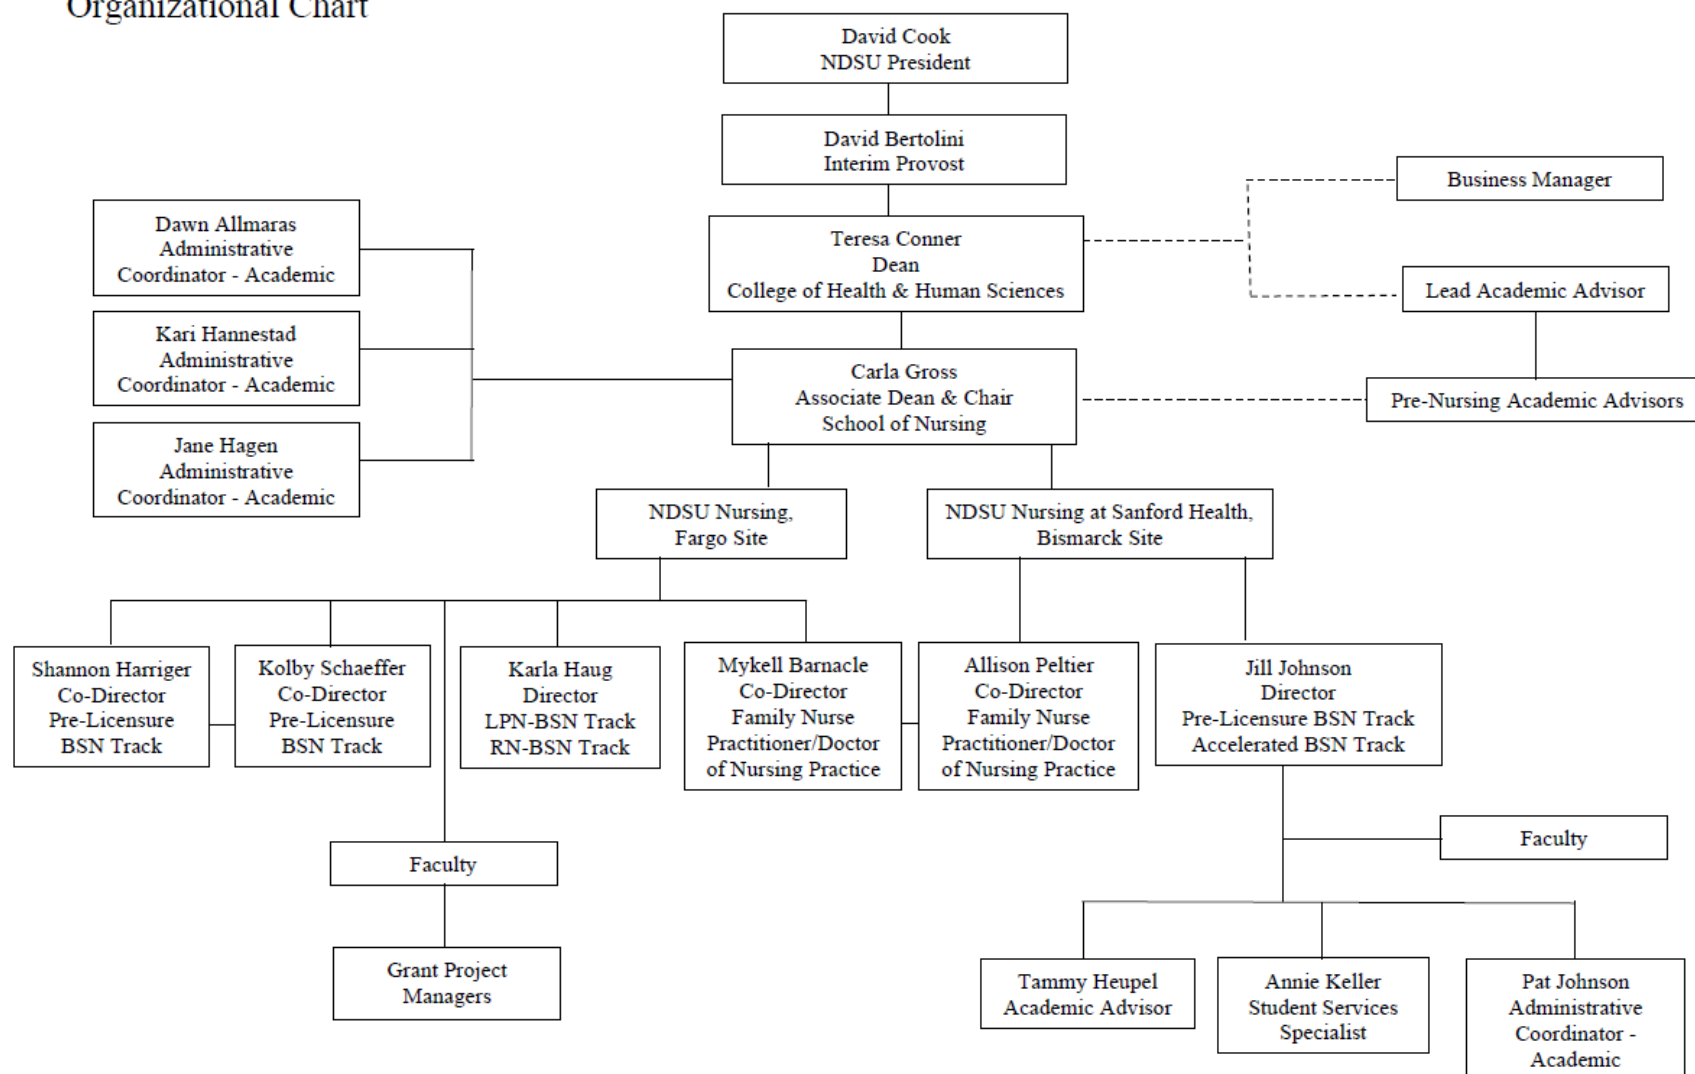 Organizational Chart
David Cook
NDSU President
David Bertolini
Interim Provost
Business Manager
Dawn Allmaras
Administrative
Coordinator - Academic
Teresa Conner
Dean
College of Health & Human Sciences
Lead Academic Advisor
Kari Hannestad
Administrative
Coordinator - Academic
Carla Gross
Associate Dean & Chair
School of Nursing
Pre-Nursing Academic Advisors
Jane Hagen
Administrative
Coordinator - Academic
NDSU Nursing,
Fargo Site
NDSU Nursing at Sanford Health,
Bismarck Site
Shannon Harriger
Co-Director
Pre-Licensure
BSN Track
Kolby Schaeffer
Co-Director
Pre-Licensure
BSN Track
Karla Haug
Director
LPN-BSN Track
RN-BSN Track
Mykell Barnacle
Co-Director
Family Nurse
Practitioner/Doctor
of Nursing Practice
Allison Peltier
Co-Director
Family Nurse
Practitioner/Doctor
of Nursing Practice
Jill Johnson
Director
Pre-Licensure BSN Track
Accelerated BSN Track
Faculty
Faculty
Grant Project
Managers
Tammy Heupel
Academic Advisor
Annie Keller
Student Services
Specialist
Pat Johnson
Administrative
Coordinator -
Academic